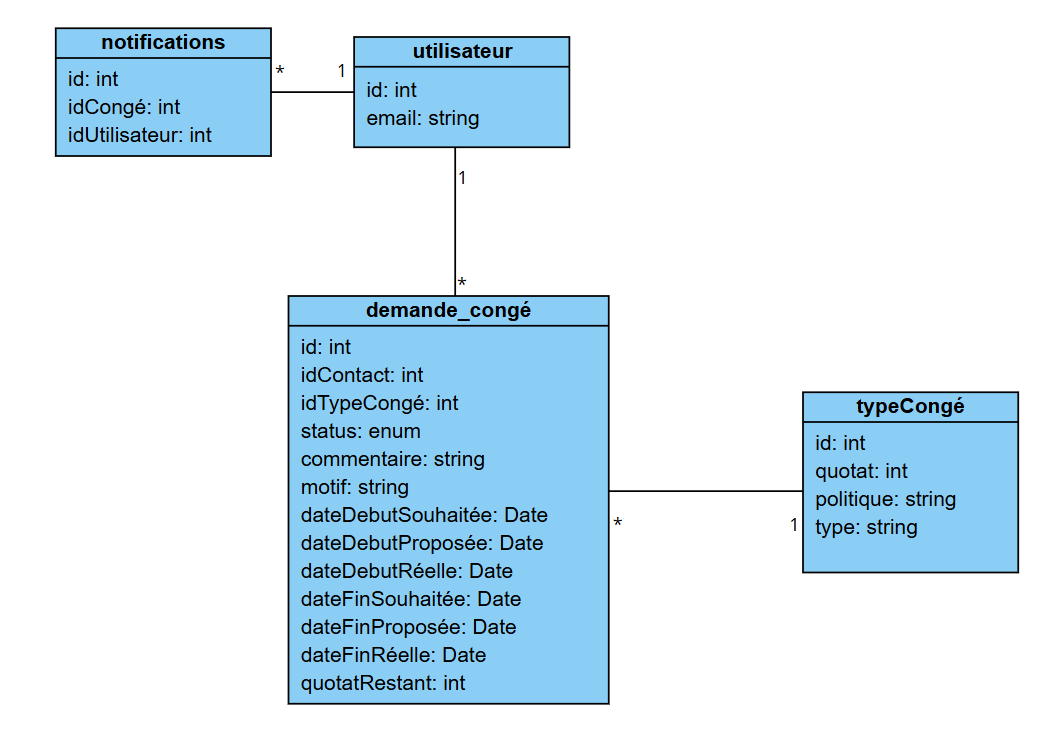 notifications
id: int
idCongé: int
idUtilisateur: int
*
1
utilisateur
id: int
email: string
1
*
demande_congé
id: int
idContact: int
idTypeCongé: int
status: enum
commentaire: string
motif: string
dateDebutSouhaitée: Date
dateDebutProposée: Date
dateDebutRéelle: Date
dateFinSouhaitée: Date
dateFinProposée: Date
dateFinRéelle: Date
quotatRestant: int
*
1
typeCongé
id: int
quotat: int
politique: string
type: string